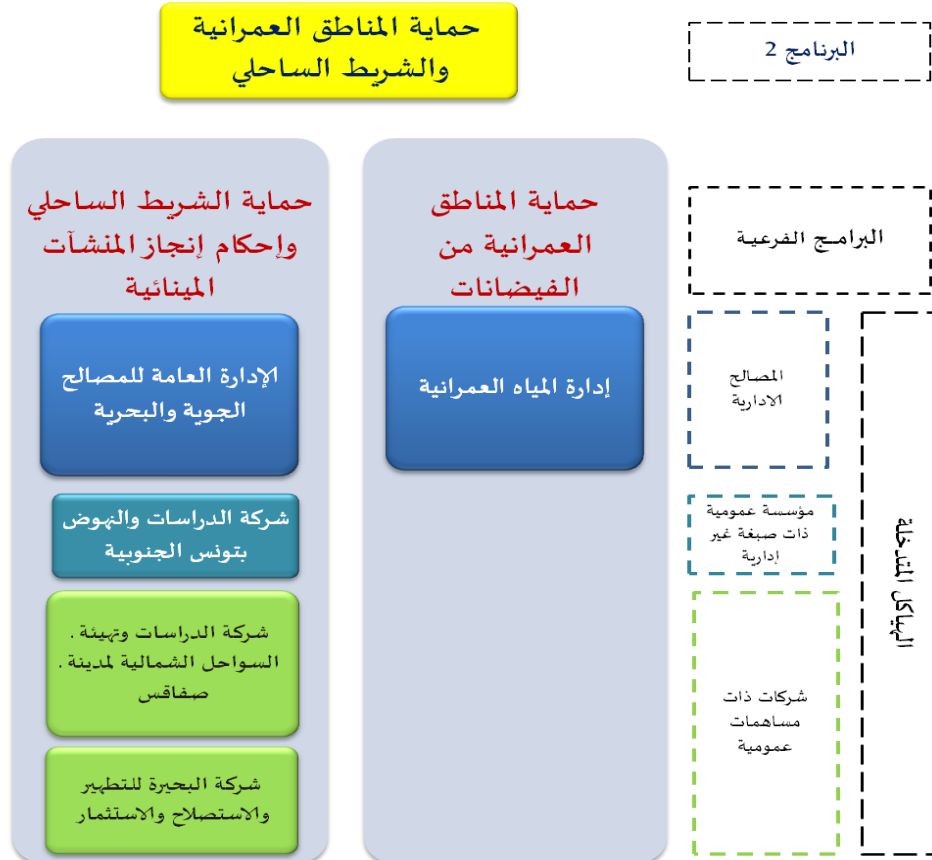 البرنامج 2
حماية المناطق العمرانية
والشريط الساحلي
البرامج الفرعية
حماية المناطق
العمرانية من
الفيضانات
حماية الشريط الساحلي
وإحكام إنجاز المنشآت
المينائية
الهياكل المتدخلة
المصالح
الادارية
إدارة المياه العمرانية
الإدارة العامة للمصالح
الجوية والبحرية
مؤسسة عمومية
ذات صبغة غير
إدارية
شركة الدراسات والنهوض
بتونس الجنوبية
شركات ذات
مساهمات
عمومية
شركة الدراسات وتهيئة .
السواحل الشمالية لمدينة .
صفاقس
شركة البحيرة للتطهير
والاستصلاح والاستثمار